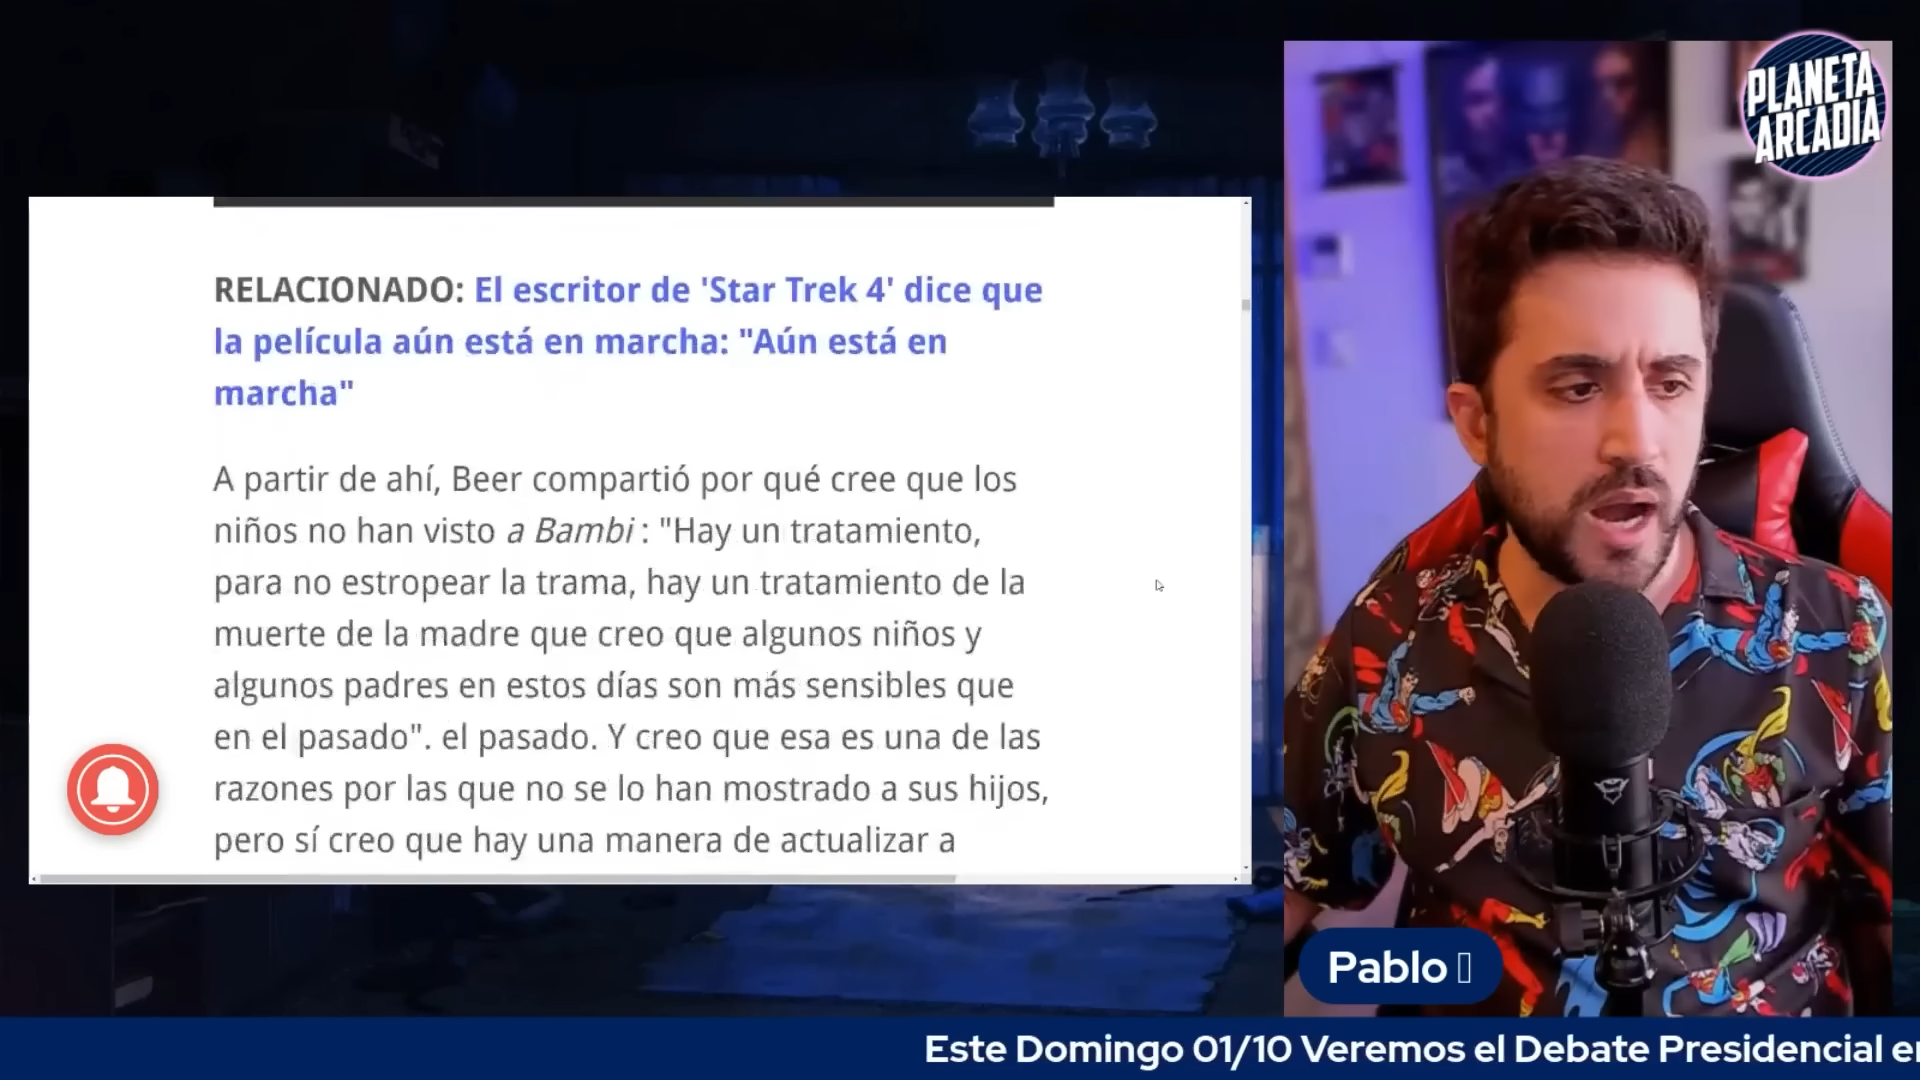 PLANETA
ARCADIA
RELACIONADO: El escritor de 'Star Trek 4' dice que
la película aún está en marcha: "Aún está en
marcha"
A partir de ahí, Beer compartió por qué cree que los
niños no han visto a Bambi : "Hay un tratamiento,
para no estropear la trama, hay un tratamiento de la
muerte de la madre que creo que algunos niños y
algunos padres en estos días son más sensibles que
en el pasado". el pasado. Y creo que esa es una de las
razones por las que no se lo han mostrado a sus hijos,
pero sí creo que hay una manera de actualizar a
Pablo
Este Domingo 01/10 Veremos el Debate Presidencial en